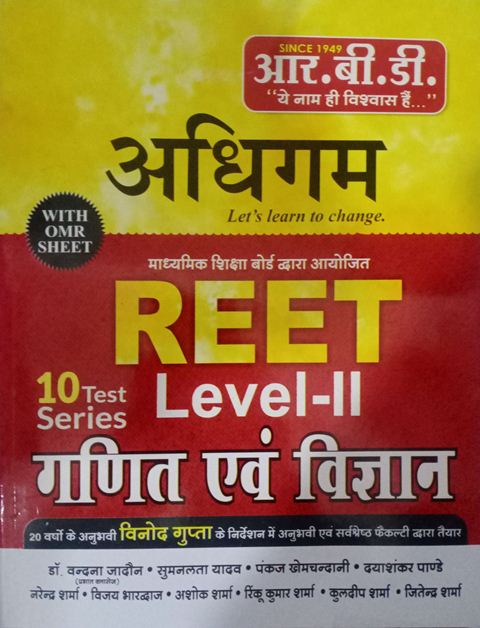 SINCE 1949
आर.बी.डी.
“ये नाम ही विश्वास हैं...”
अधिगम
Let's learn to change.
WITH
OMR
SHEET
माध्यमिक शिक्षा बोर्ड द्वारा आयोजित
REET
10 Test
Series
Level-II
गणित एवं विज्ञान
20 वर्षो के अनुभवी विनोद गुप्ता के निर्देशन में अनुभवी एवं सर्वश्रेष्ठ फैकल्टी द्वारा तैयार
डॉ. वन्दना जादौन • सुमनलता यादव • पंकज खेमचन्दानी • दयाशंकर पाण्डे
(प्रभात क्लासेज)
नरेन्द्र शर्मा • विजय भारद्वाज • अशोक शर्मा • रिंकू कुमार शर्मा • कुलदीप शर्मा • जितेन्द्र शर्मा